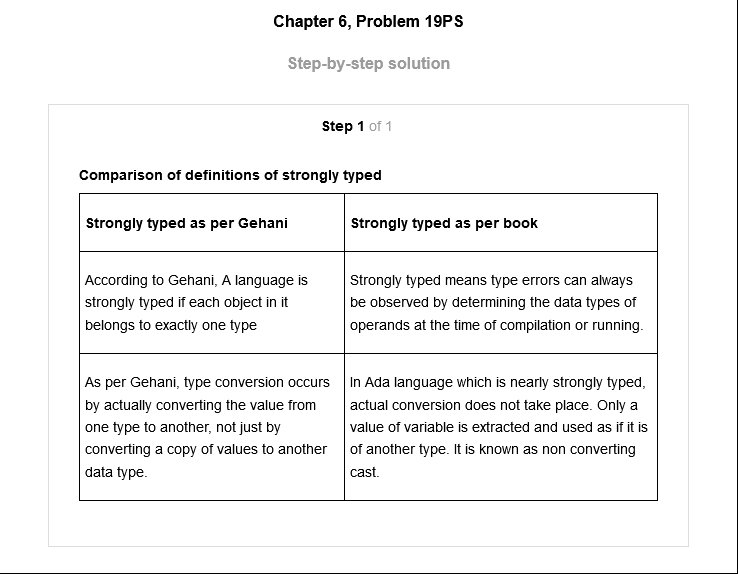 Chapter 6, Problem 19PS
Step-by-step solution
Step 1 of 1
Comparison of definitions of strongly typed
Strongly typed as per Gehani
Strongly typed as per book
According to Gehani, A language is
strongly typed if each object in it
belongs to exactly one type
Strongly typed means type errors can always
be observed by determining the data types of
operands at the time of compilation or running.
As per Gehani, type conversion occurs
by actually converting the value from
one type to another, not just by
converting a copy of values to another
data type.
In Ada language which is nearly strongly typed,
actual conversion does not take place. Only a
value of variable is extracted and used as if it is
of another type. It is known as non converting
cast.